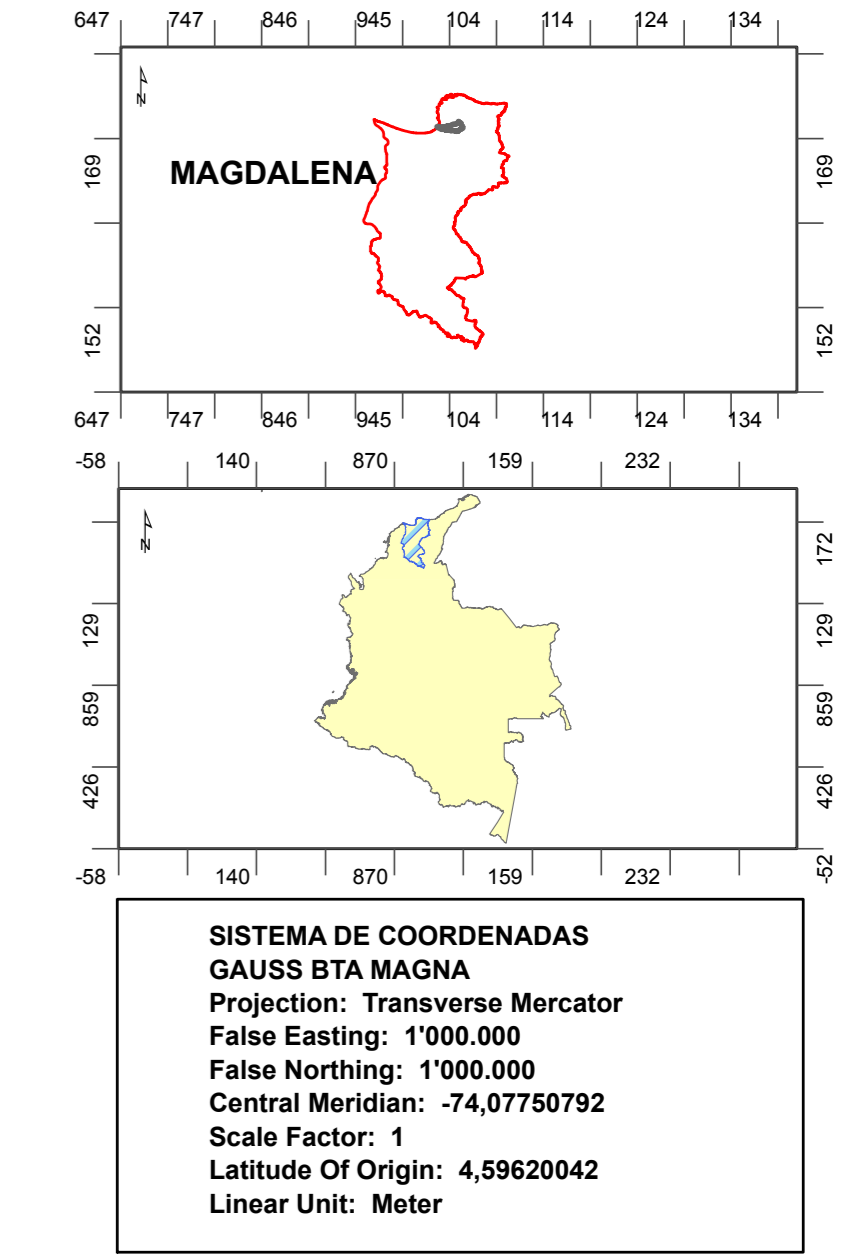 647 747 846 945 104 114 124 134
N
MAGDALENA
169 169
152 152
647 747 846 945 104 114 124 134
-58 140 870 159 232
N
172
129 129
859 859
426 426
-52
-58 140 870 159 232
SISTEMA DE COORDENADAS
GAUSS BTA MAGNA
Projection: Transverse Mercator
False Easting: 1'000.000
False Northing: 1'000.000
Central Meridian: -74,07750792
Scale Factor: 1
Latitude Of Origin: 4,59620042
Linear Unit: Meter